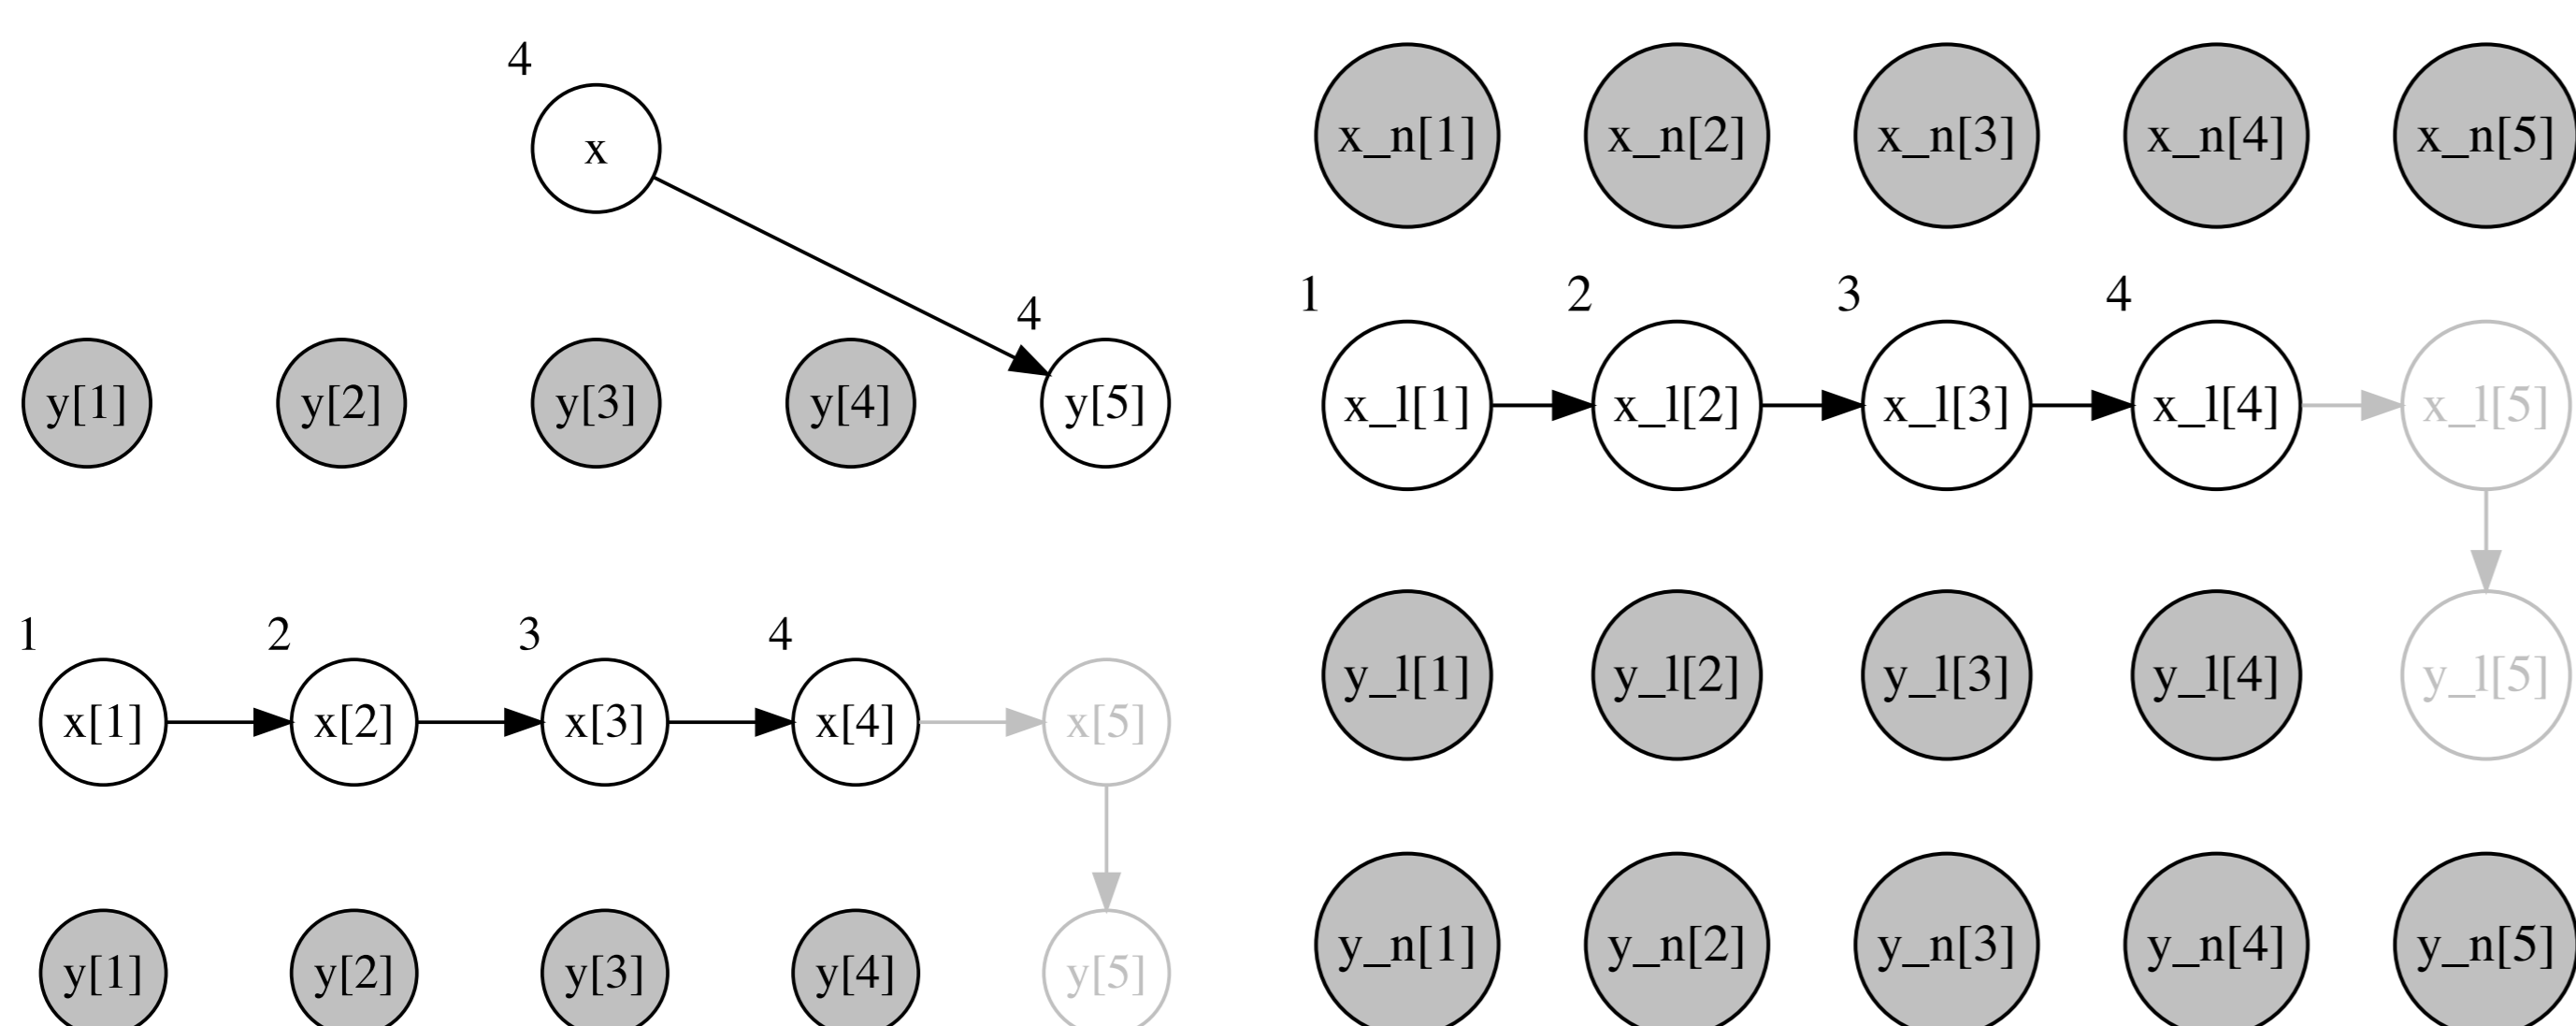 4
x
4
y[1] y[2] y[3] y[4] y[5]
1 2 3 4
x[1] x[2] x[3] x[4] x[5]
y[1] y[2] y[3] y[4] y[5]
x_n[1] x_n[2] x_n[3] x_n[4] x_n[5]
1 2 3 4
x_l[1] x_l[2] x_l[3] x_l[4] x_l[5]
y_l[1] y_l[2] y_l[3] y_l[4] y_l[5]
y_n[1] y_n[2] y_n[3] y_n[4] y_n[5]